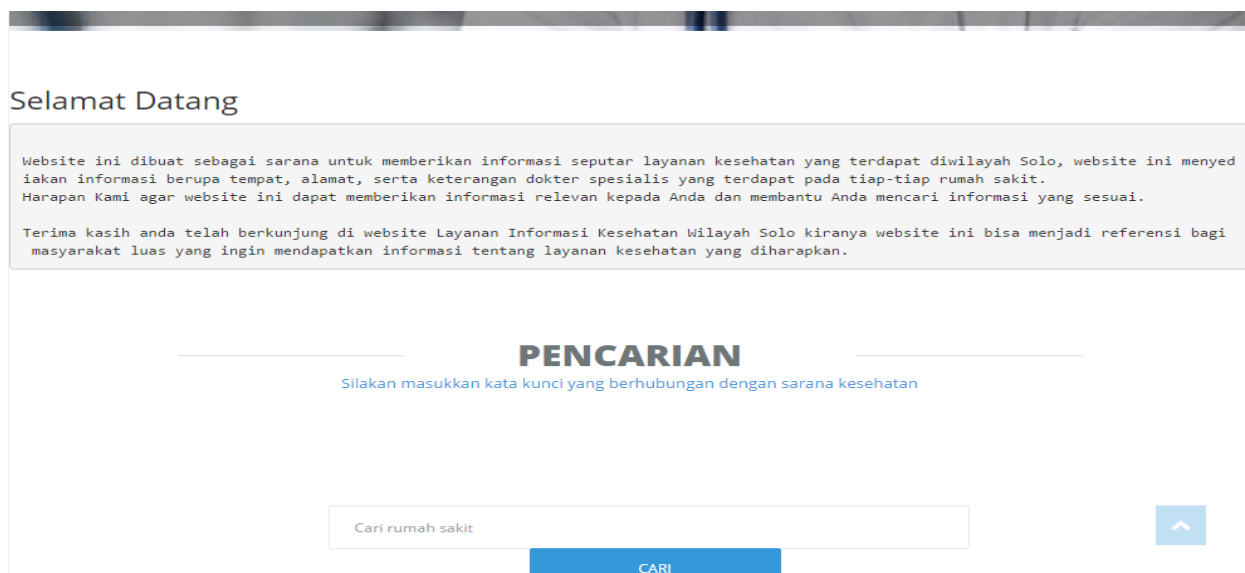 Selamat Datang
Website ini dibuat sebagai sarana untuk memberikan informasi seputar layanan kesehatan yang terdapat diwilayah Solo, website ini menyed
iakan informasi berupa tempat, alamat, serta keterangan dokter spesialis yang terdapat pada tiap-tiap rumah sakit.
Harapan Kami agar website ini dapat memberikan informasi relevan kepada Anda dan membantu Anda mencari informasi yang sesuai.
Terima kasih anda telah berkunjung di website Layanan Informasi Kesehatan Wilayah Solo kiranya website ini bisa menjadi referensi bagi
masyarakat luas yang ingin mendapatkan informasi tentang layanan kesehatan yang diharapkan.
PENCARIAN
Silakan masukkan kata kunci yang berhubungan dengan sarana kesehatan
Cari rumah sakit
CARI